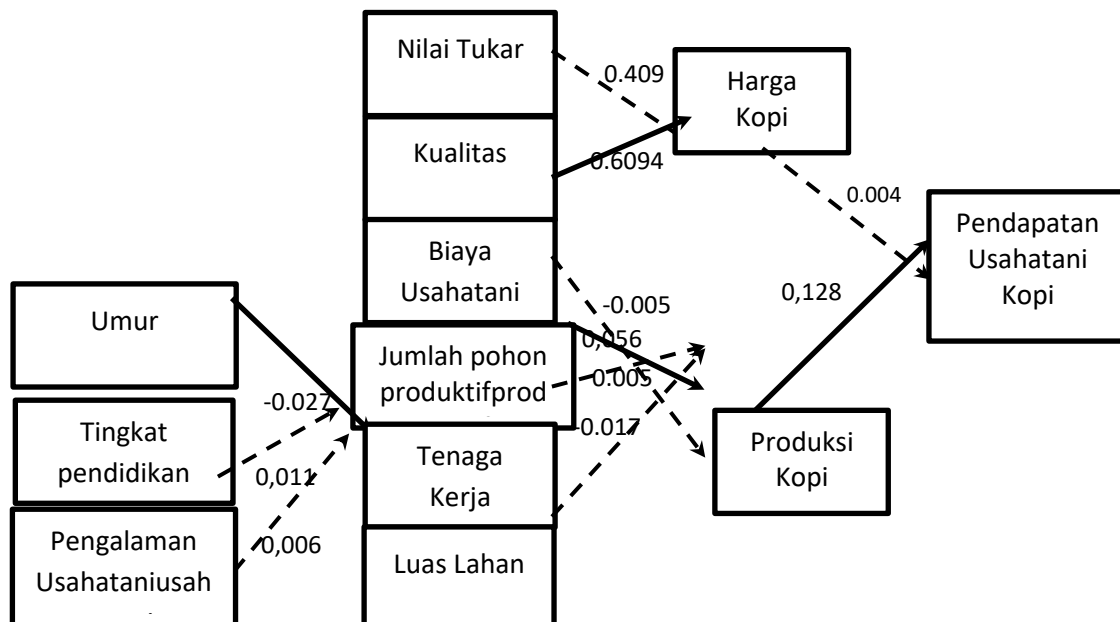 Nilai Tukar
0.409
Harga
Kopi
Kualitas
0.6094
0.004
Pendapatan
Usahatani
Kopi
Biaya
Usahatani
-0.005
0,128
Umur
0,056
Jumlah pohon
produktifprod
0.005
-0.027
-0.017
Tingkat
pendidikan
Tenaga
Kerja
Produksi
Kopi
0,011
Pengalaman
Usahataniusah
0,006
Luas Lahan